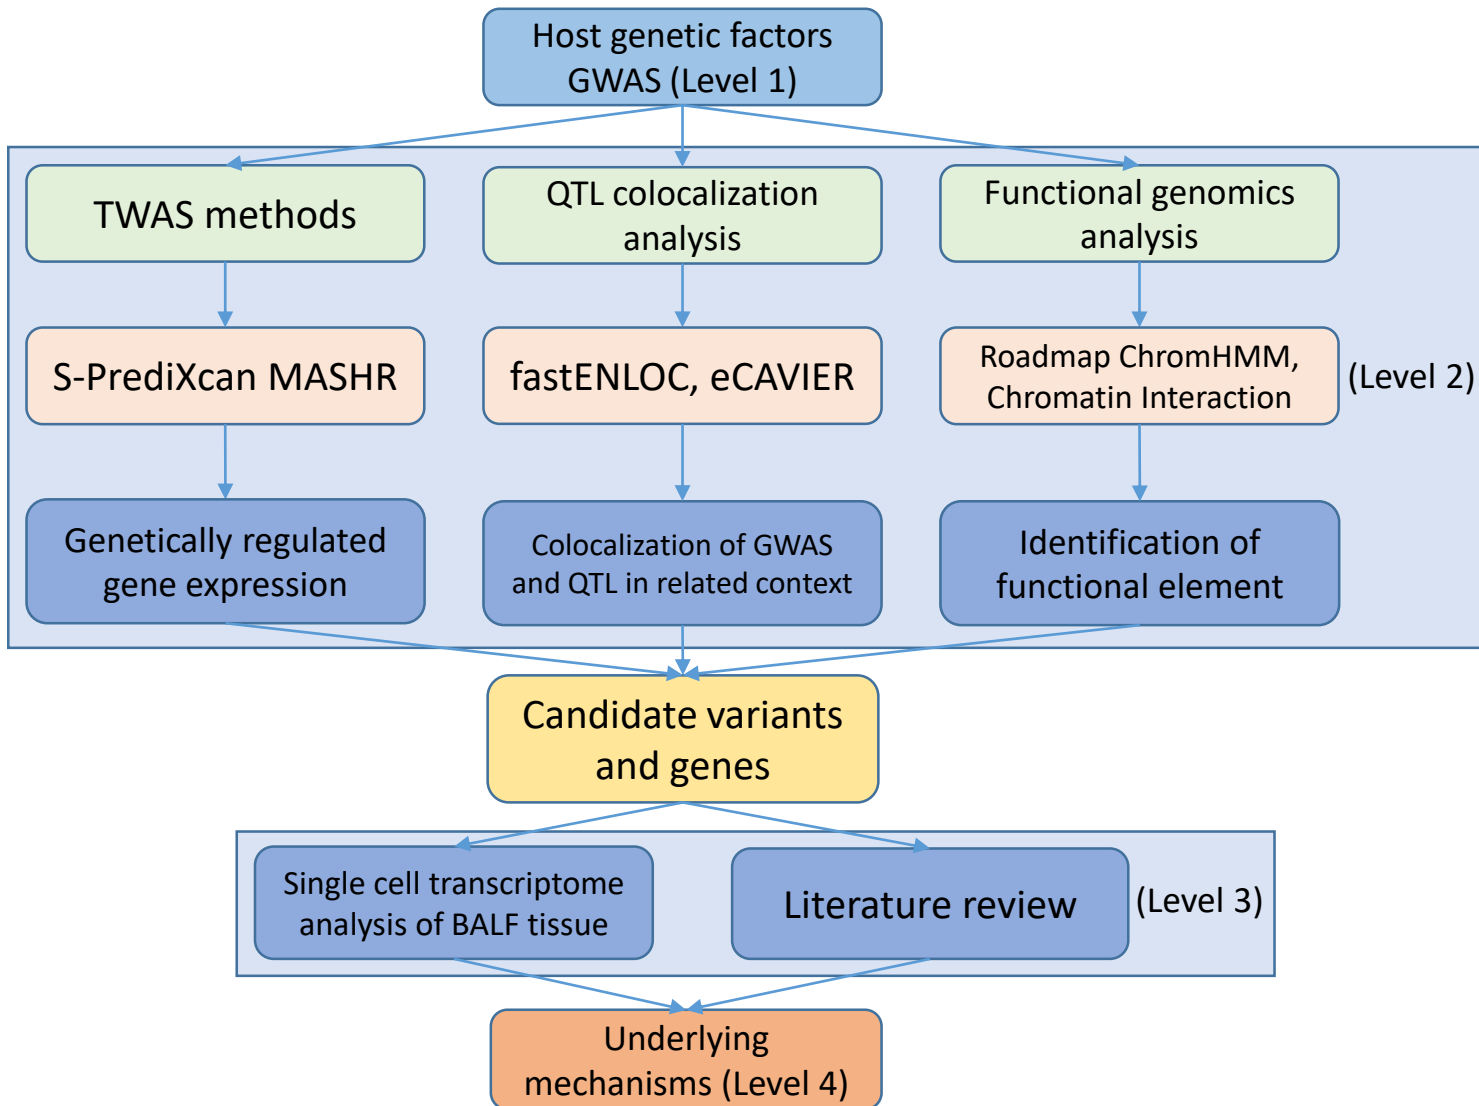 Host genetic factors
GWAS (Level 1)
TWAS methods
QTL colocalization
analysis
Functional genomics
analysis
S-PrediXcan MASHR
fastENLOC, eCAVIER
Roadmap ChromHMM,
Chromatin Interaction
(Level 2)
Genetically regulated
gene expression
Colocalization of GWAS
and QTL in related context
Identification of
functional element
Candidate variants
and genes
Single cell transcriptome
analysis of BALF tissue
Literature review
(Level 3)
Underlying
mechanisms (Level 4)